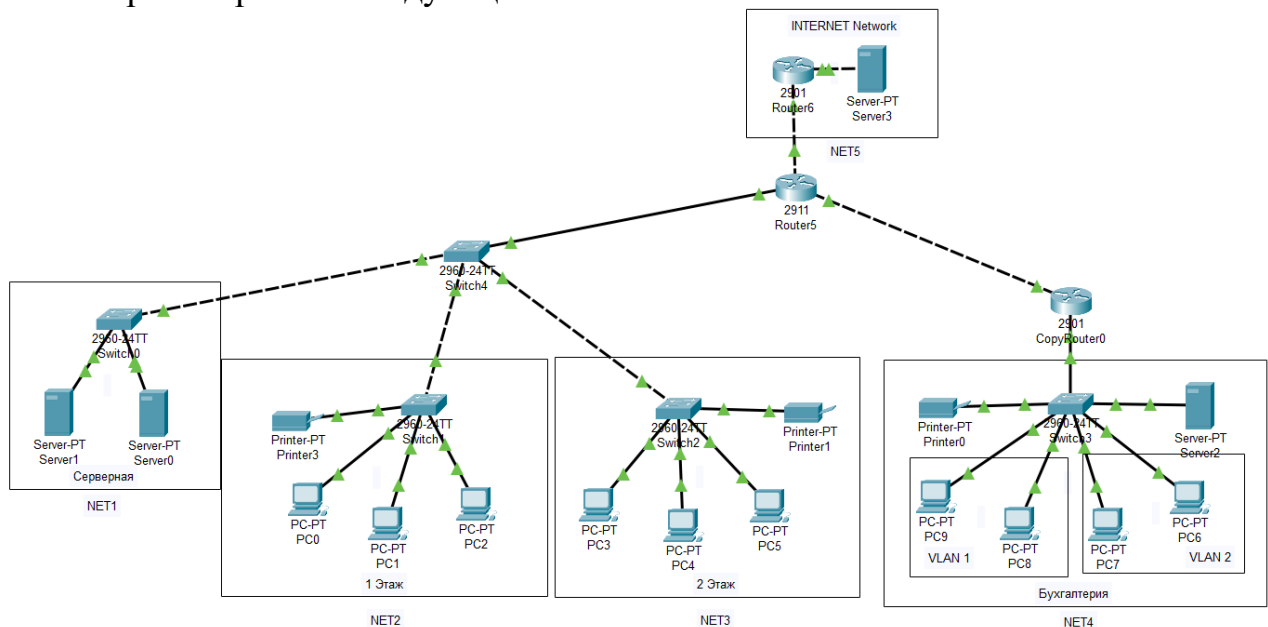 INTERNET Network
2901
Router6
Server-PT
Server3
NET5
2911
Router5
2960-24TT
Switch4
2901
CopyRouter0
2960-24TT
Switch0
Server-PT
Server1
Server-PT
Server0
Серверная
NET1
Printer-PT
Printer3
2960-24TT
Switch1
PC-PT
PC0
PC-PT
PC1
PC-PT
PC2
1 Этаж
NET2
2960-24TT
Switch2
Printer-PT
Printer1
PC-PT
PC3
PC-PT
PC4
PC-PT
PC5
2 Этаж
NET3
Printer-PT
Printer0
2960-24TT
Switch3
Server-PT
Server2
PC-PT
PC9
VLAN 1
PC-PT
PC8
PC-PT
PC7
PC-PT
PC6
VLAN 2
Бухгалтерия
NET4